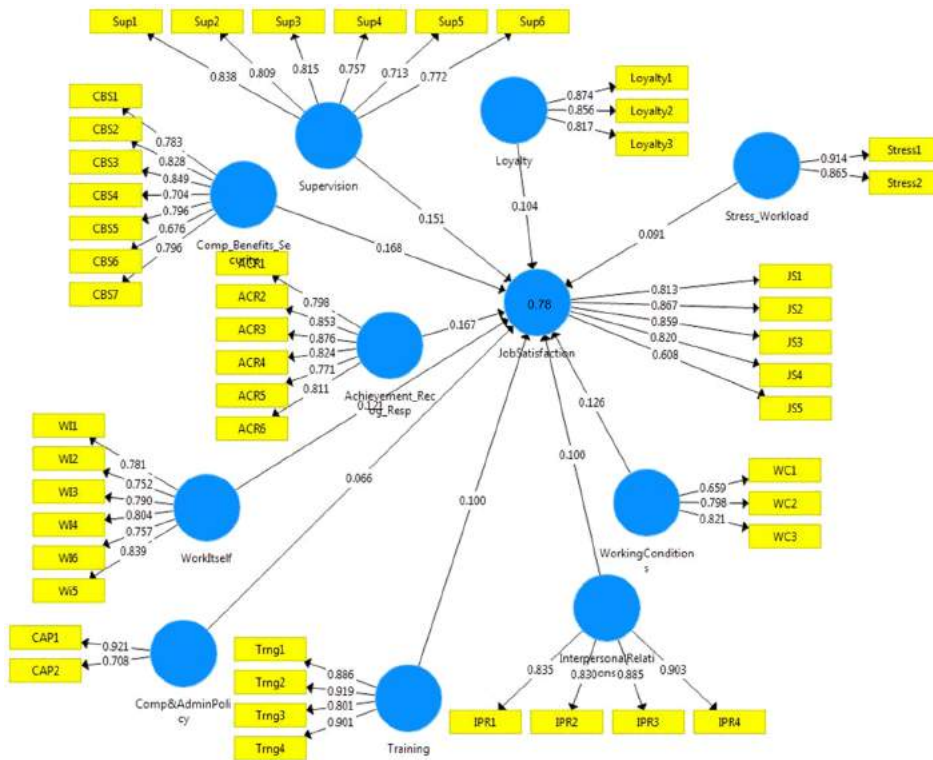 Sup1
Sup2
Sup3
Sup4
Sup5
Sup6
0.838
0.809
0.815
0.757
0.713
0.772
Supervision
0.151
Loyalty1
Loyalty2
Loyalty3
0.874
0.856
0.817
Loyalty
0.104
Stress1
Stress2
0.914
0.865
Stress_Workload
0.091
CBS1
CBS2
CBS3
CBS4
CBS5
CBS6
CBS7
0.783
0.828
0.849
0.704
0.796
0.676
0.796
Comp_Benefits_Se
curity
0.168
ACR1
ACR2
ACR3
ACR4
ACR5
ACR6
0.798
0.853
0.876
0.824
0.771
0.811
Achievement_Rec
og_Resp
0.167
0.78
JobSatisfaction
0.813
0.867
0.859
0.820
0.608
JS1
JS2
JS3
JS4
JS5
WI1
WI2
WI3
WI4
WI6
Wi5
0.781
0.752
0.790
0.804
0.757
0.839
WorkItself
0.121
CAP1
CAP2
0.921
0.708
Comp&AdminPoli
cy
0.066
Trng1
Trng2
Trng3
Trng4
0.886
0.919
0.801
0.901
Training
0.100
0.126
0.659
0.798
0.821
WC1
WC2
WC3
WorkingCondition
s
0.100
InterpersonalRelati
ons
0.835
0.830
0.885
0.903
IPR1
IPR2
IPR3
IPR4